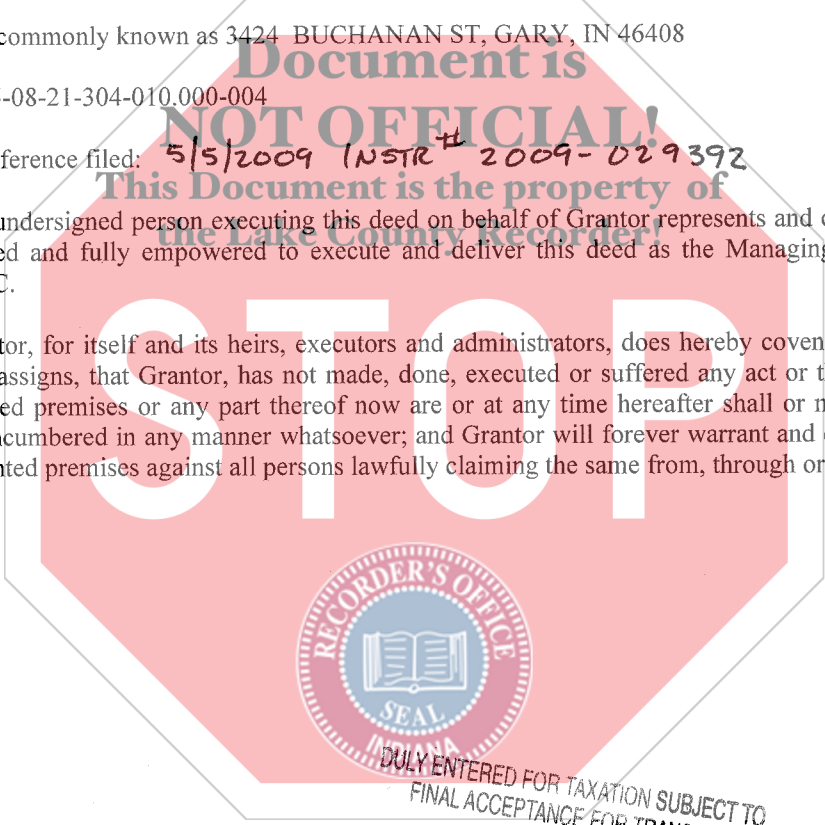 commonly known as 3424 BUCHANAN ST, GARY, IN 46408
Document is
-08-21-304-010.000-004
NOT OFFICIAL!
ference filed: 5/5/2009 INSTR# 2009-029392
This Document is the property of
undersigned person executing this deed on behalf of Grantor represents and
the Lake County Recorder!
ed and fully empowered to execute and deliver this deed as the Managing
C.
STOP
tor, for itself and its heirs, executors and administrators, does hereby coven
assigns, that Grantor, has not made, done, executed or suffered any act or t
ed premises or any part thereof now are or at any time hereafter shall or
ncumbered in any manner whatsoever; and Grantor will forever warrant and
nted premises against all persons lawfully claiming the same from, through or
RECORDER'S OFFICE
SEAL
INDIANA
DULY ENTERED FOR TAXATION SUBJECT TO
FINAL ACCEPTANCE FOR